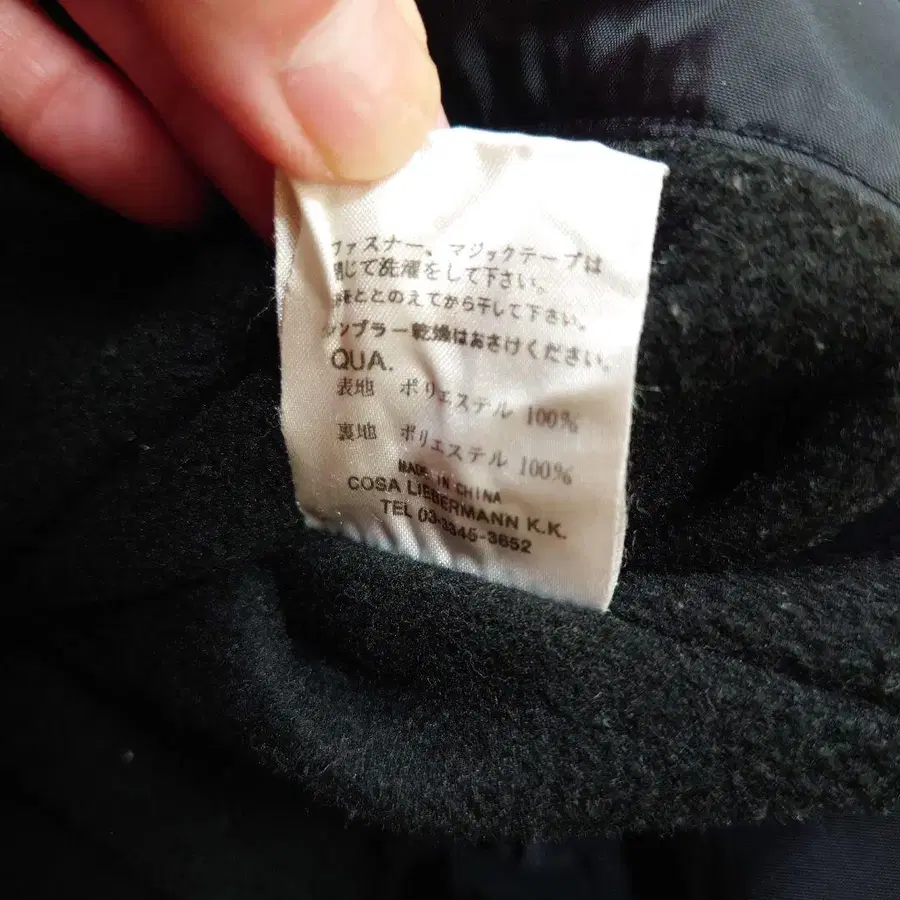 ファスナー、マジックテープは
閉じて洗濯をして下さい。
をととのえてから干して下さい。
タンブラー乾燥はおさけください。
QUA.
表地 ポリエステル 100%
裏地 ポリエステル 100%
MADE IN CHINA
COSA LIEBERMANN K.K.
TEL 03-3345-3652